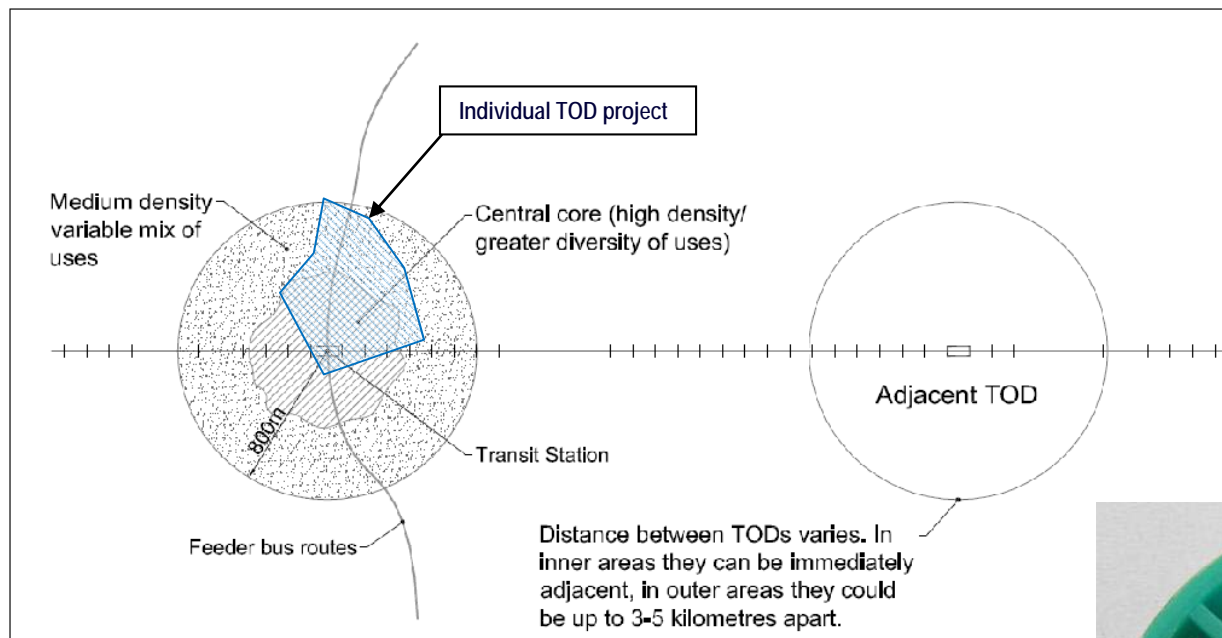 Individual TOD project
Medium density
variable mix of
uses
Central core (high density/
greater diversity of uses)
Adjacent TOD
800m
Transit Station
Feeder bus routes
Distance between TODs varies. In
inner areas they can be immediately
adjacent, in outer areas they could
be up to 3-5 kilometres apart.